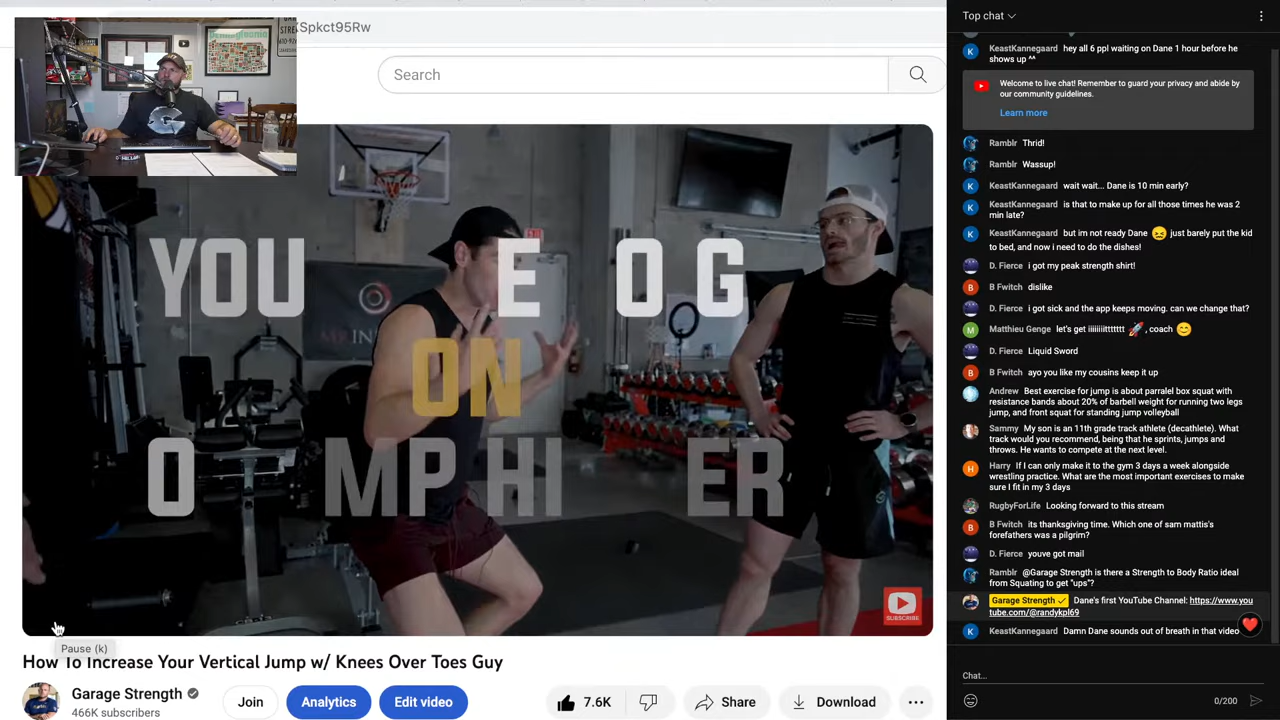 Spkct95Rw
Search
YOU E OG
ON
O MPHI ER
SUBSCRIBE
Pause (k)
How To Increase Your Vertical Jump w/ Knees Over Toes Guy
Garage Strength
466K subscribers
Join
Analytics
Edit video
7.6K
Share
Download
Top chat
KeastKannegaard hey all 6 ppl waiting on Dane 1 hour before he
shows up ^^
Welcome to live chat! Remember to guard your privacy and abide by
our community guidelines.
Learn more
Ramblr Thrid!
Ramblr Wassup!
KeastKannegaard wait wait... Dane is 10 min early?
KeastKannegaard is that to make up for all those times he was 2
min late?
KeastKannegaard but im not ready Dane 😖 just barely put the kid
to bed, and now i need to do the dishes!
D. Fierce i got my peak strength shirt!
B Fwitch dislike
D. Fierce i got sick and the app keeps moving. can we change that?
Matthieu Genge let's get iiiiiiiitttttttt 🚀, coach 😊
D. Fierce Liquid Sword
B Fwitch ayo you like my cousins keep it up
Andrew Best exercise for jump is about parralel box squat with
resistance bands about 20% of barbell weight for running two legs
jump, and front squat for standing jump volleyball
Sammy My son is an 11th grade track athlete (decathlete). What
track would you recommend, being that he sprints, jumps and
throws. He wants to compete at the next level.
Harry If I can only make it to the gym 3 days a week alongside
wrestling practice. What are the most important exercises to make
sure I fit in my 3 days
RugbyForLife Looking forward to this stream
B Fwitch its thanksgiving time. Which one of sam mattis's
forefathers was a pilgrim?
D. Fierce youve got mail
Ramblr @Garage Strength is there a Strength to Body Ratio ideal
from Squating to get "ups"?
Garage Strength Dane's first YouTube Channel: https://www.you
tube.com/@randykpl69
KeastKannegaard Damn Dane sounds out of breath in that video
Chat...
0/200